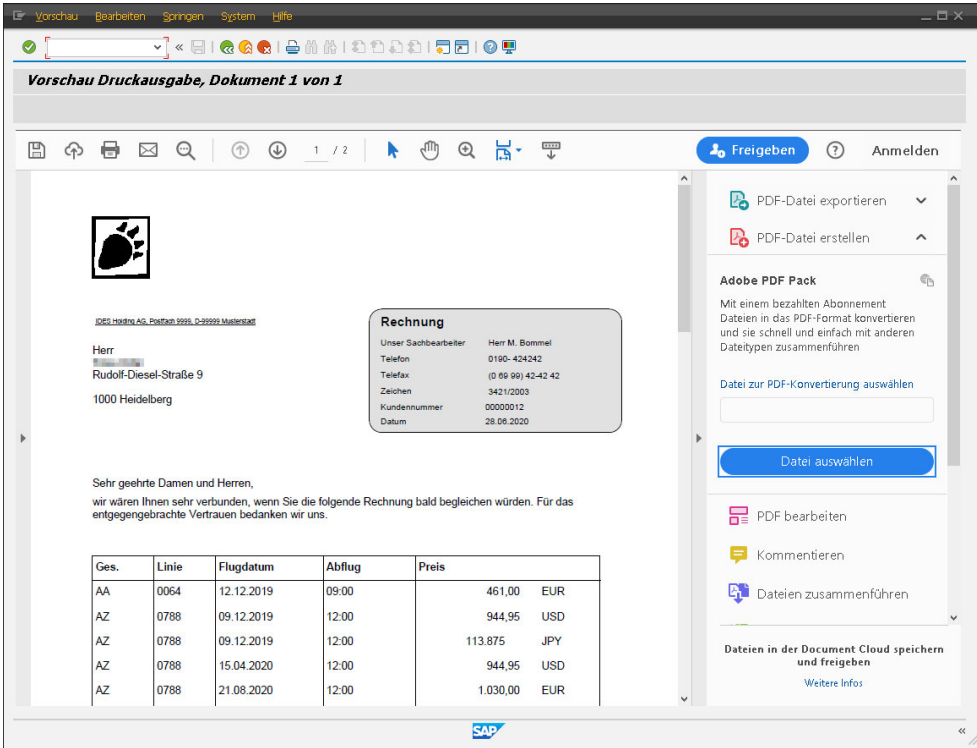 Vorschau Bearbeiten Springen System Hilfe
Vorschau Druckausgabe, Dokument 1 von 1
1 / 2
Freigeben
Anmelden
IDES Holding AG, Postfach 9999, D-99999 Musterstadt
Herr
Rudolf-Diesel-Straße 9
1000 Heidelberg
Rechnung
Unser Sachbearbeiter Herr M. Bommel
Telefon 0190- 424242
Telefax (0 69 99) 42-42 42
Zeichen 3421/2003
Kundennummer 00000012
Datum 28.06.2020
Sehr geehrte Damen und Herren,
wir wären Ihnen sehr verbunden, wenn Sie die folgende Rechnung bald begleichen würden. Für das
entgegengebrachte Vertrauen bedanken wir uns.
Ges. Linie Flugdatum Abflug Preis
AA 0064 12.12.2019 09:00 461,00 EUR
AZ 0788 09.12.2019 12:00 944,95 USD
AZ 0788 09.12.2019 12:00 113.875 JPY
AZ 0788 15.04.2020 12:00 944,95 USD
AZ 0788 21.08.2020 12:00 1.030,00 EUR
PDF-Datei exportieren
PDF-Datei erstellen
Adobe PDF Pack
Mit einem bezahlten Abonnement
Dateien in das PDF-Format konvertieren
und sie schnell und einfach mit anderen
Dateitypen zusammenführen
Datei zur PDF-Konvertierung auswählen
Datei auswählen
PDF bearbeiten
Kommentieren
Dateien zusammenführen
Dateien in der Document Cloud speichern
und freigeben
Weitere Infos
SAP